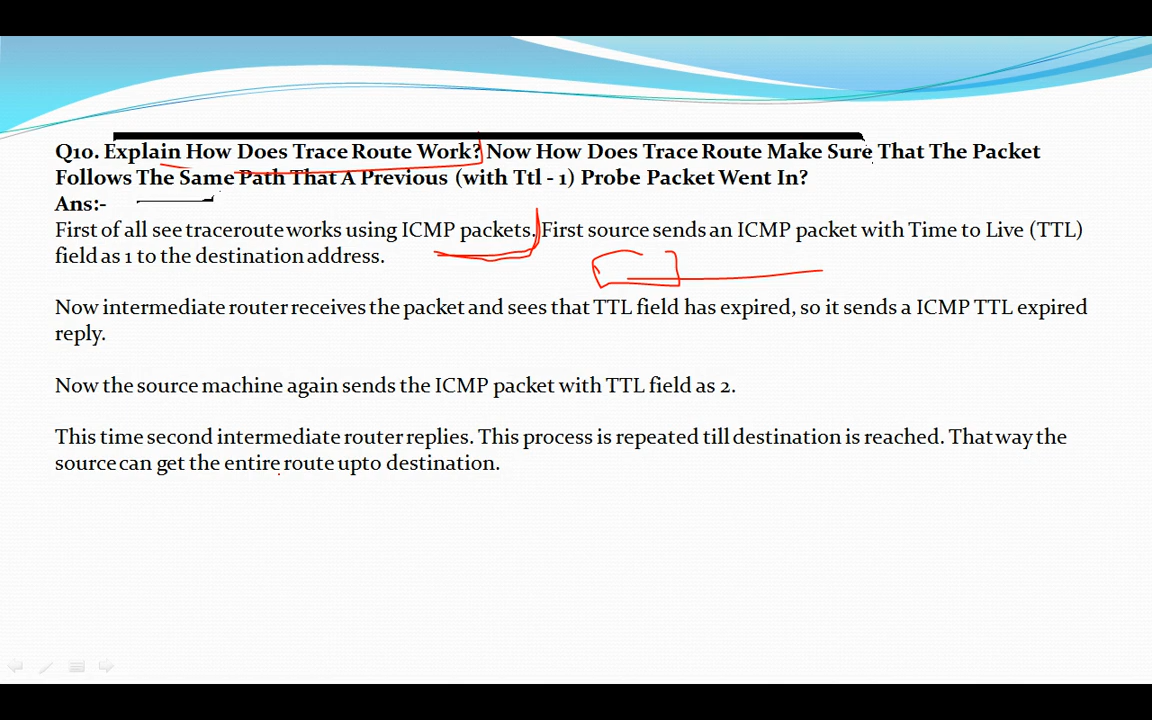 Q10. Explain How Does Trace Route Work? Now How Does Trace Route Make Sure That The Packet
Follows The Same Path That A Previous (with Ttl - 1) Probe Packet Went In?
Ans:-
First of all see traceroute works using ICMP packets. First source sends an ICMP packet with Time to Live (TTL)
field as 1 to the destination address.
Now intermediate router receives the packet and sees that TTL field has expired, so it sends a ICMP TTL expired
reply.
Now the source machine again sends the ICMP packet with TTL field as 2.
This time second intermediate router replies. This process is repeated till destination is reached. That way the
source can get the entire route upto destination.